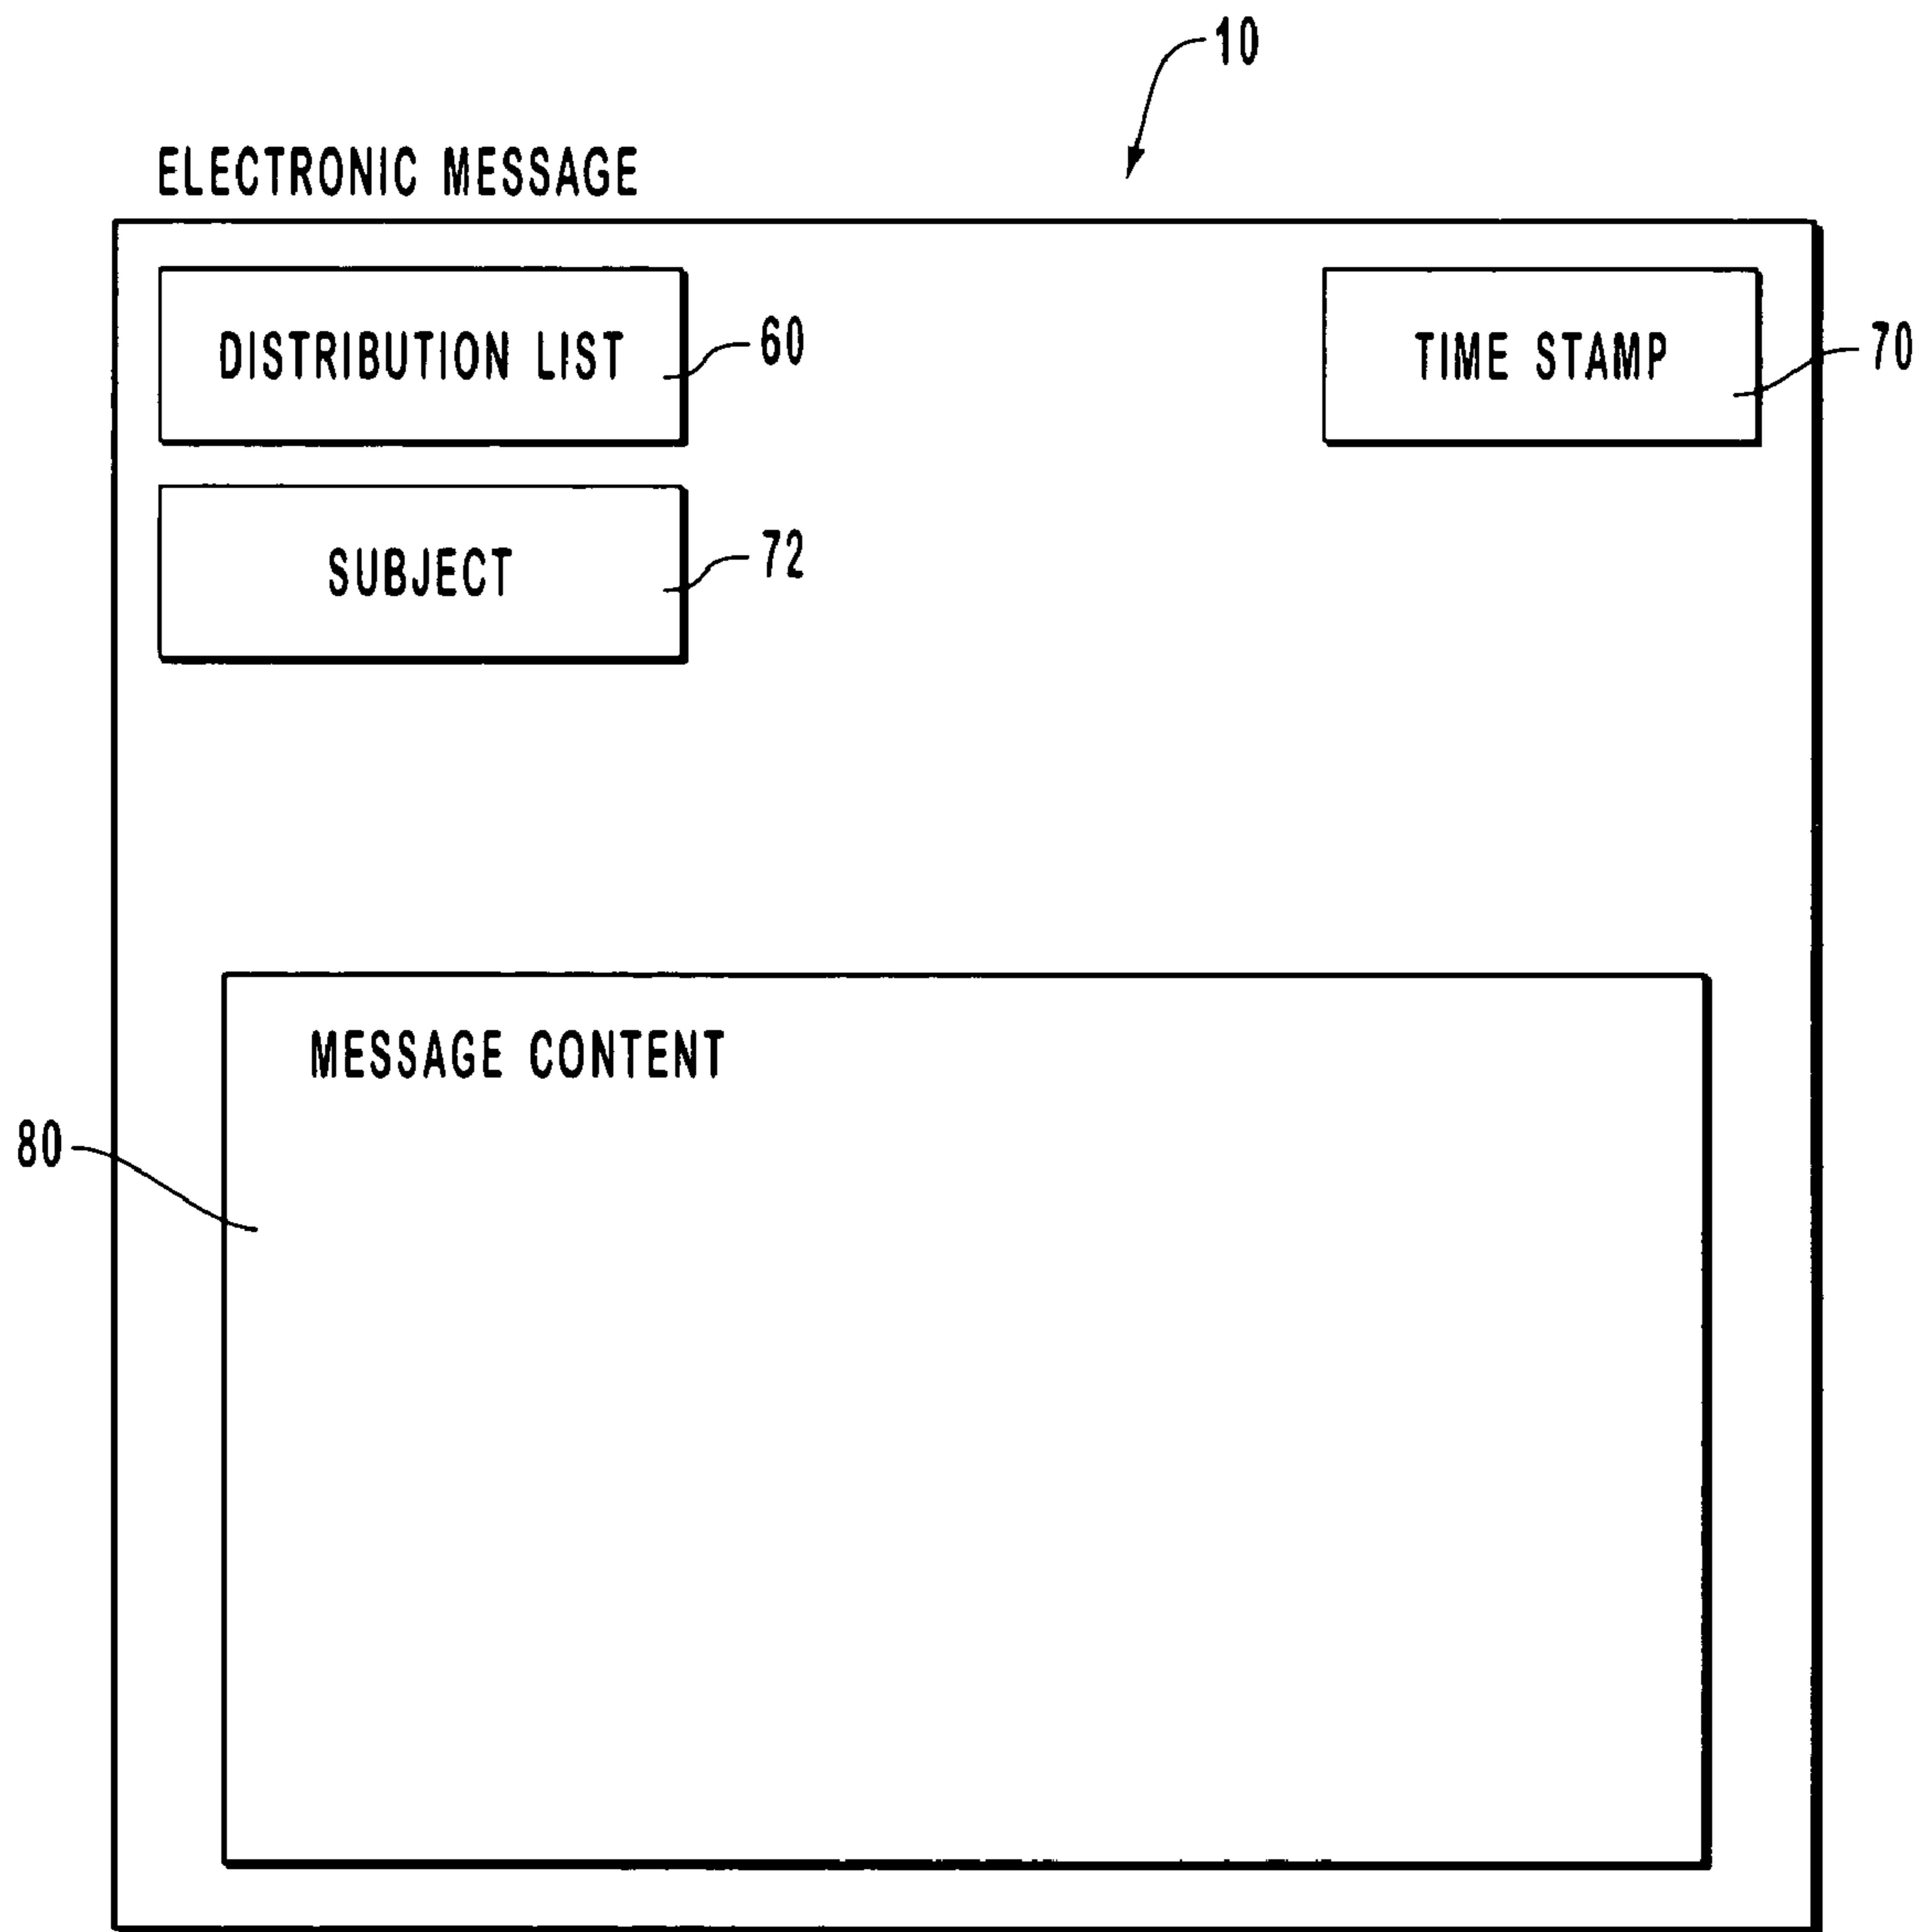 10
ELECTRONIC MESSAGE
DISTRIBUTION LIST
60
TIME STAMP
70
SUBJECT
72
MESSAGE CONTENT
80